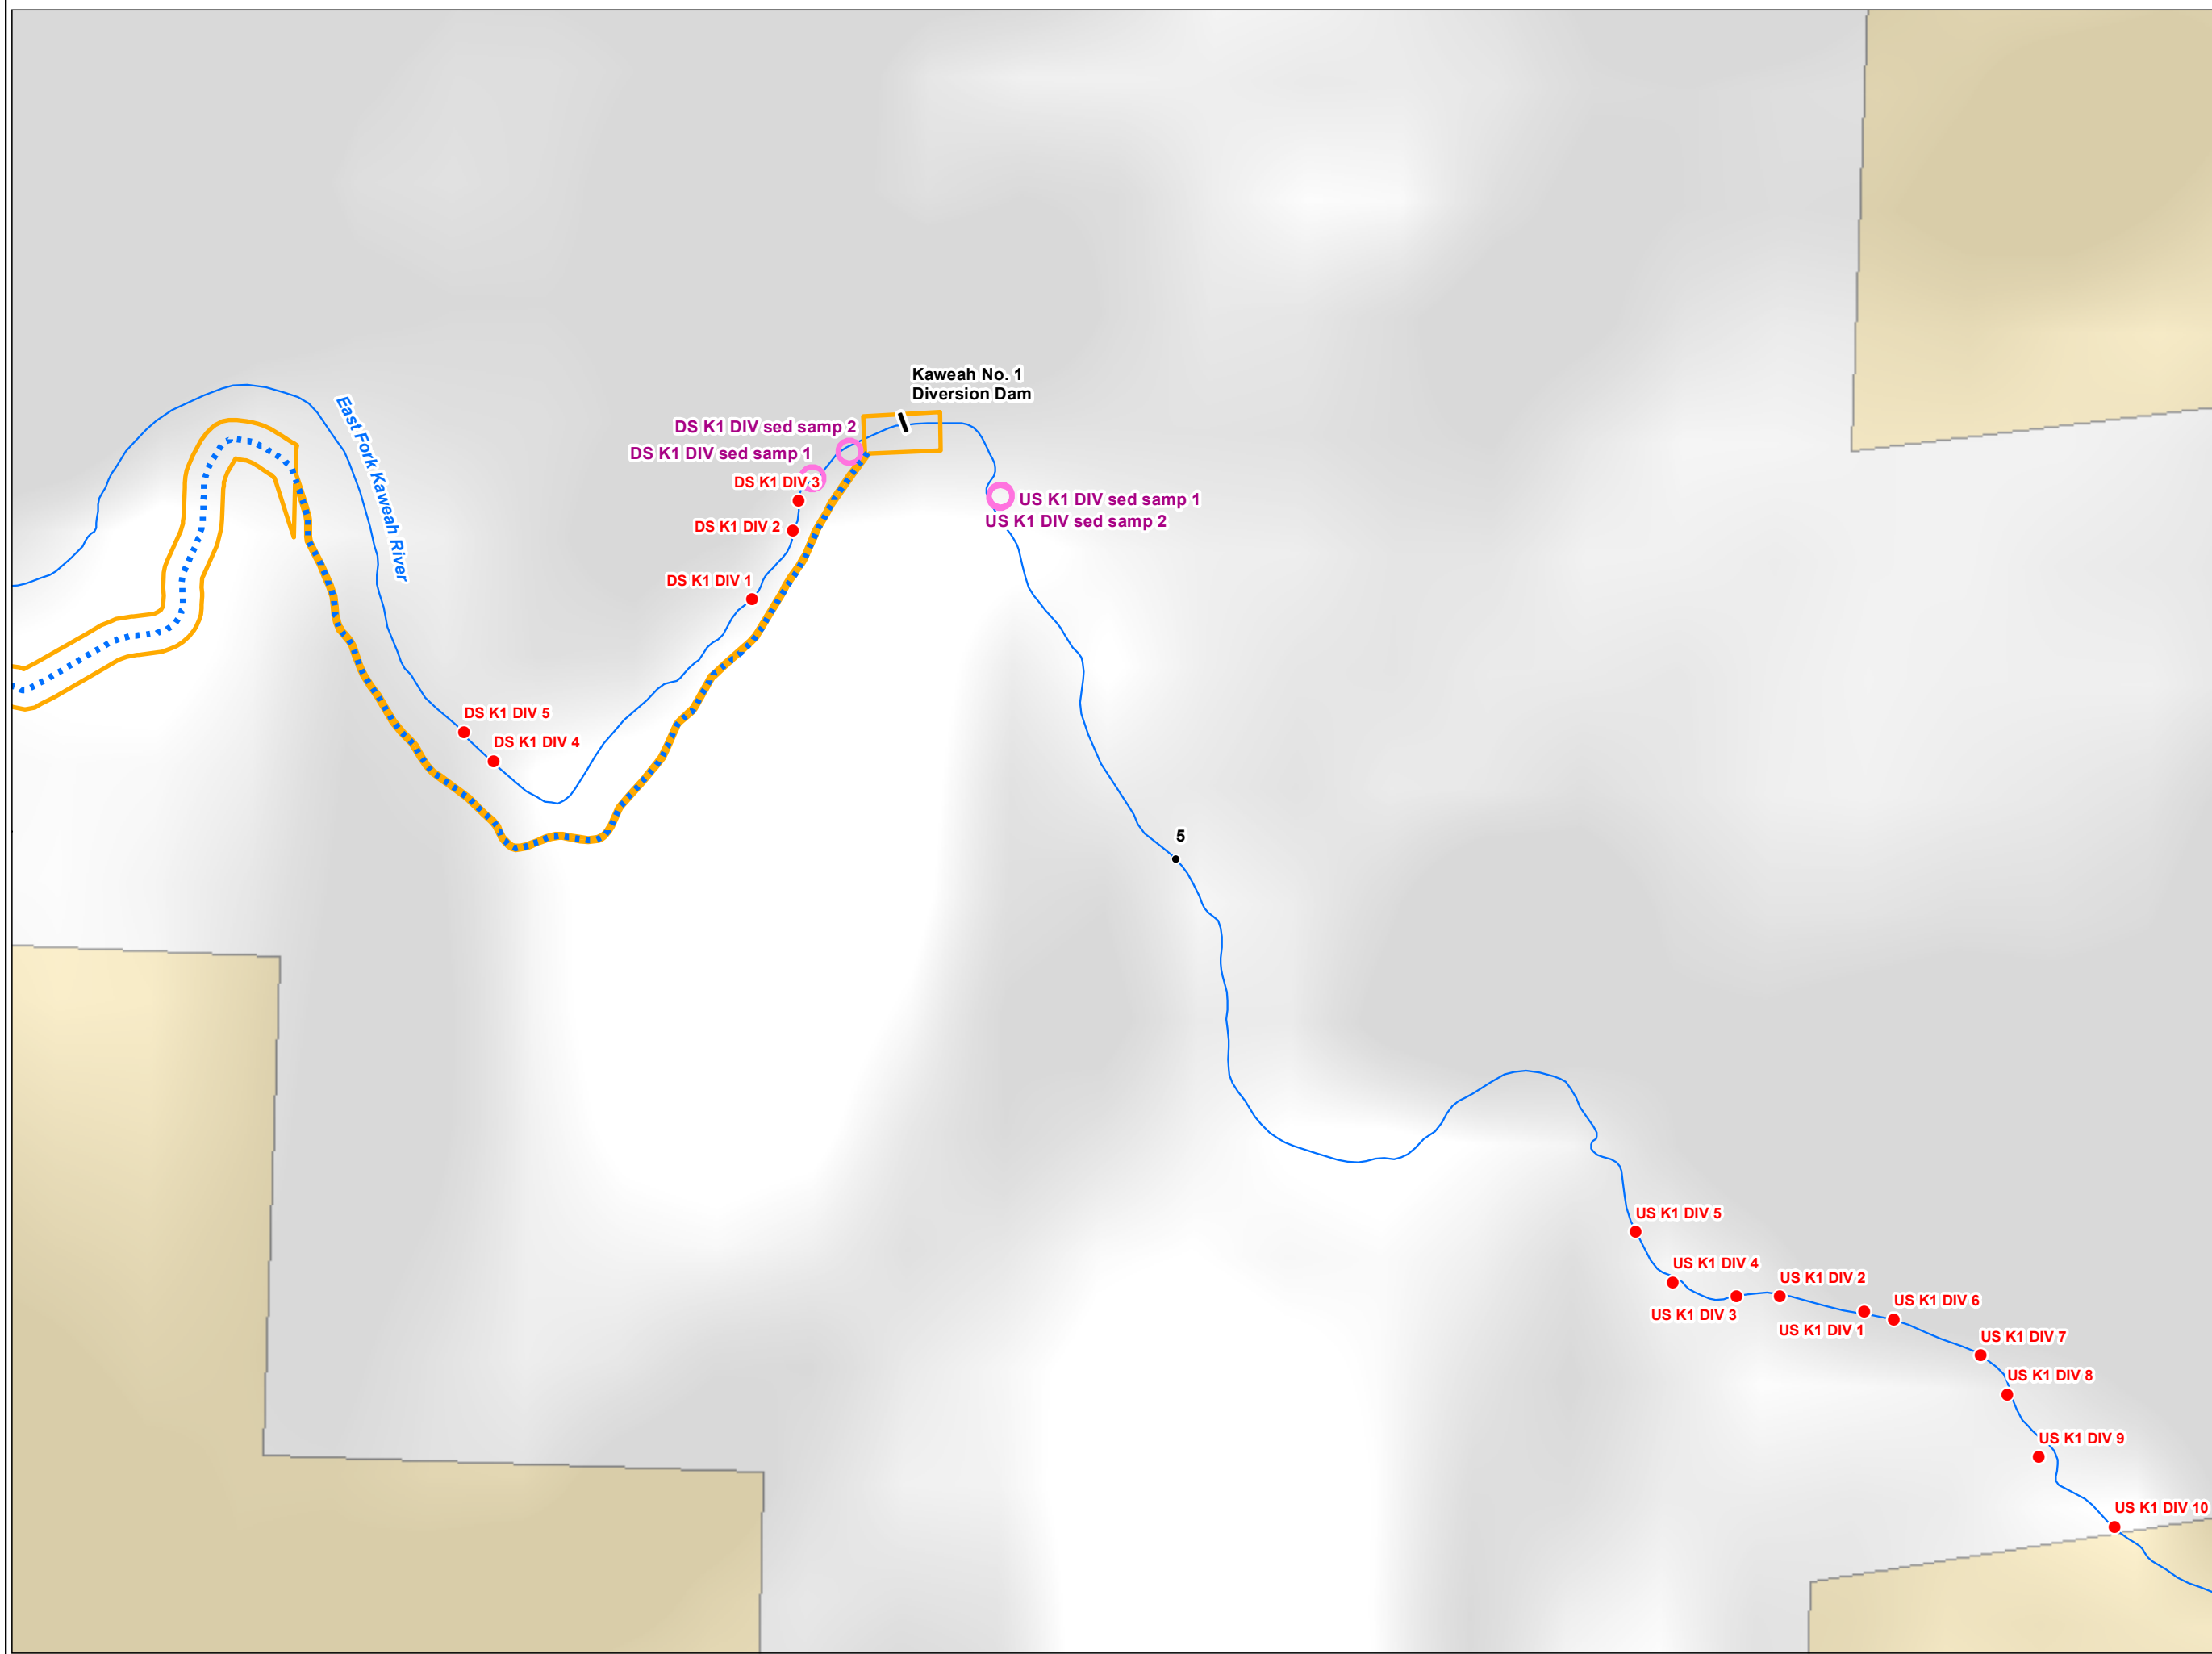 Kaweah No. 1
Diversion Dam
East Fork Kaweah River
DS K1 DIV sed samp 2
DS K1 DIV sed samp 1
DS K1 DIV 3
US K1 DIV sed samp 1
US K1 DIV sed samp 2
DS K1 DIV 2
DS K1 DIV 1
DS K1 DIV 5
DS K1 DIV 4
5
US K1 DIV 5
US K1 DIV 4
US K1 DIV 2
US K1 DIV 6
US K1 DIV 3
US K1 DIV 1
US K1 DIV 7
US K1 DIV 8
US K1 DIV 9
US K1 DIV 10